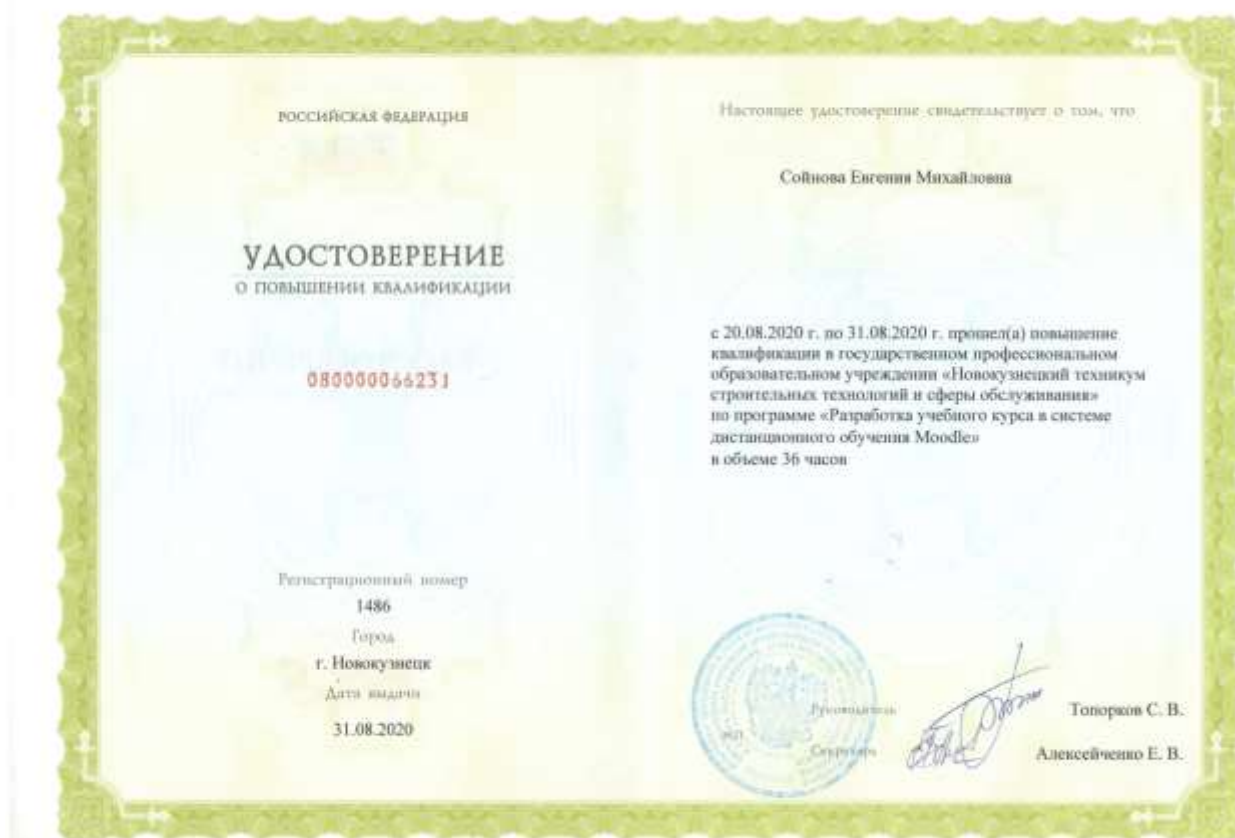 РОССИЙСКАЯ ФЕДЕРАЦИЯ
УДОСТОВЕРЕНИЕ
О ПОВЫШЕНИИ КВАЛИФИКАЦИИ
080000066231
Регистрационный номер
1486
Город
г. Новокузнецк
Дата выдачи
31.08.2020
Настоящее удостоверение свидетельствует о том, что
Сойнова Евгения Михайловна
с 20.08.2020 г. по 31.08.2020 г. прошел(а) повышение
квалификации в государственном профессиональном
образовательном учреждении «Новокузнецкий техникум
строительных технологий и сферы обслуживания»
по программе «Разработка учебного курса в системе
дистанционного обучения Moodle»
в объеме 36 часов
Руководитель
Топорков С. В.
Секретарь
Алексейченко Е. В.